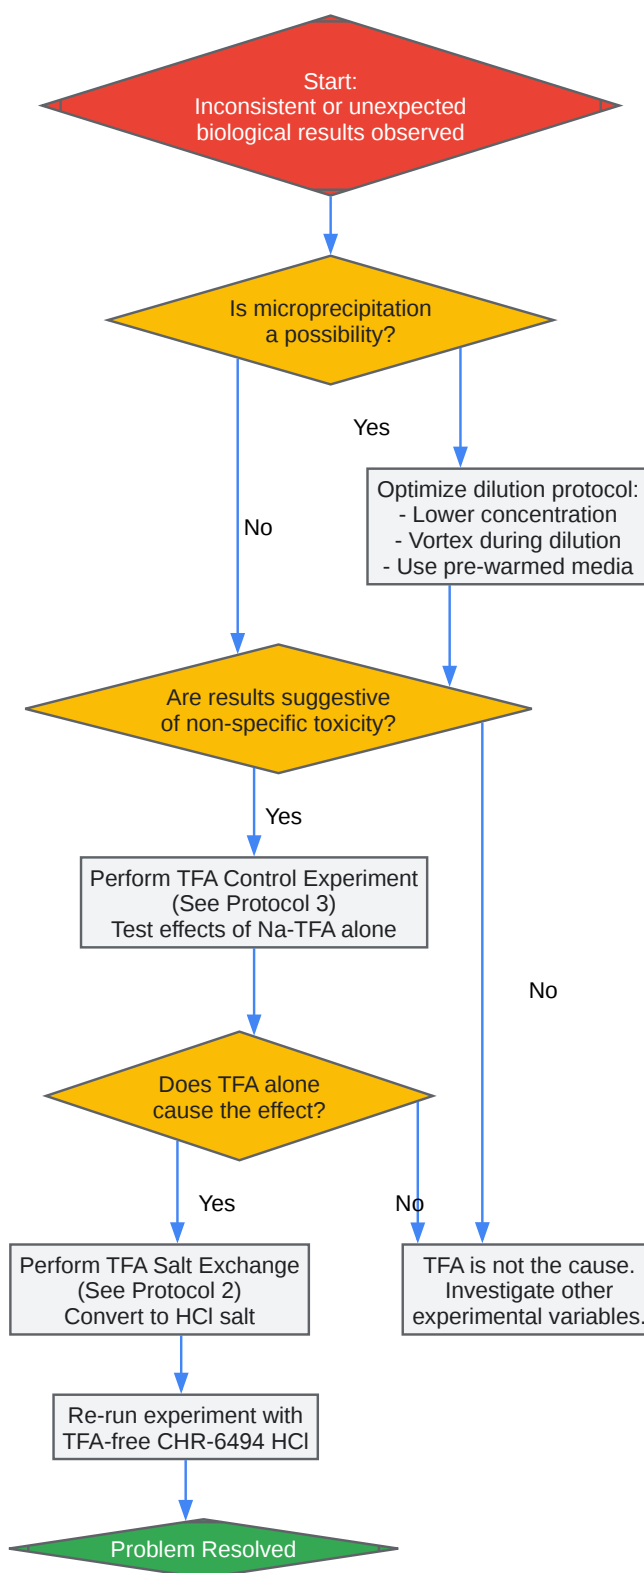 Start:
Inconsistent or unexpected
biological results observed
Is microprecipitation
a possibility?
Yes
Optimize dilution protocol:
- Lower concentration
- Vortex during dilution
- Use pre-warmed media
No
Are results suggestive
of non-specific toxicity?
Yes
Perform TFA Control Experiment
(See Protocol 3)
Test effects of Na-TFA alone
No
Does TFA alone
cause the effect?
Yes
No
Perform TFA Salt Exchange
(See Protocol 2)
Convert to HCl salt
TFA is not the cause.
Investigate other
experimental variables.
Re-run experiment with
TFA-free CHR-6494 HCl
Problem Resolved